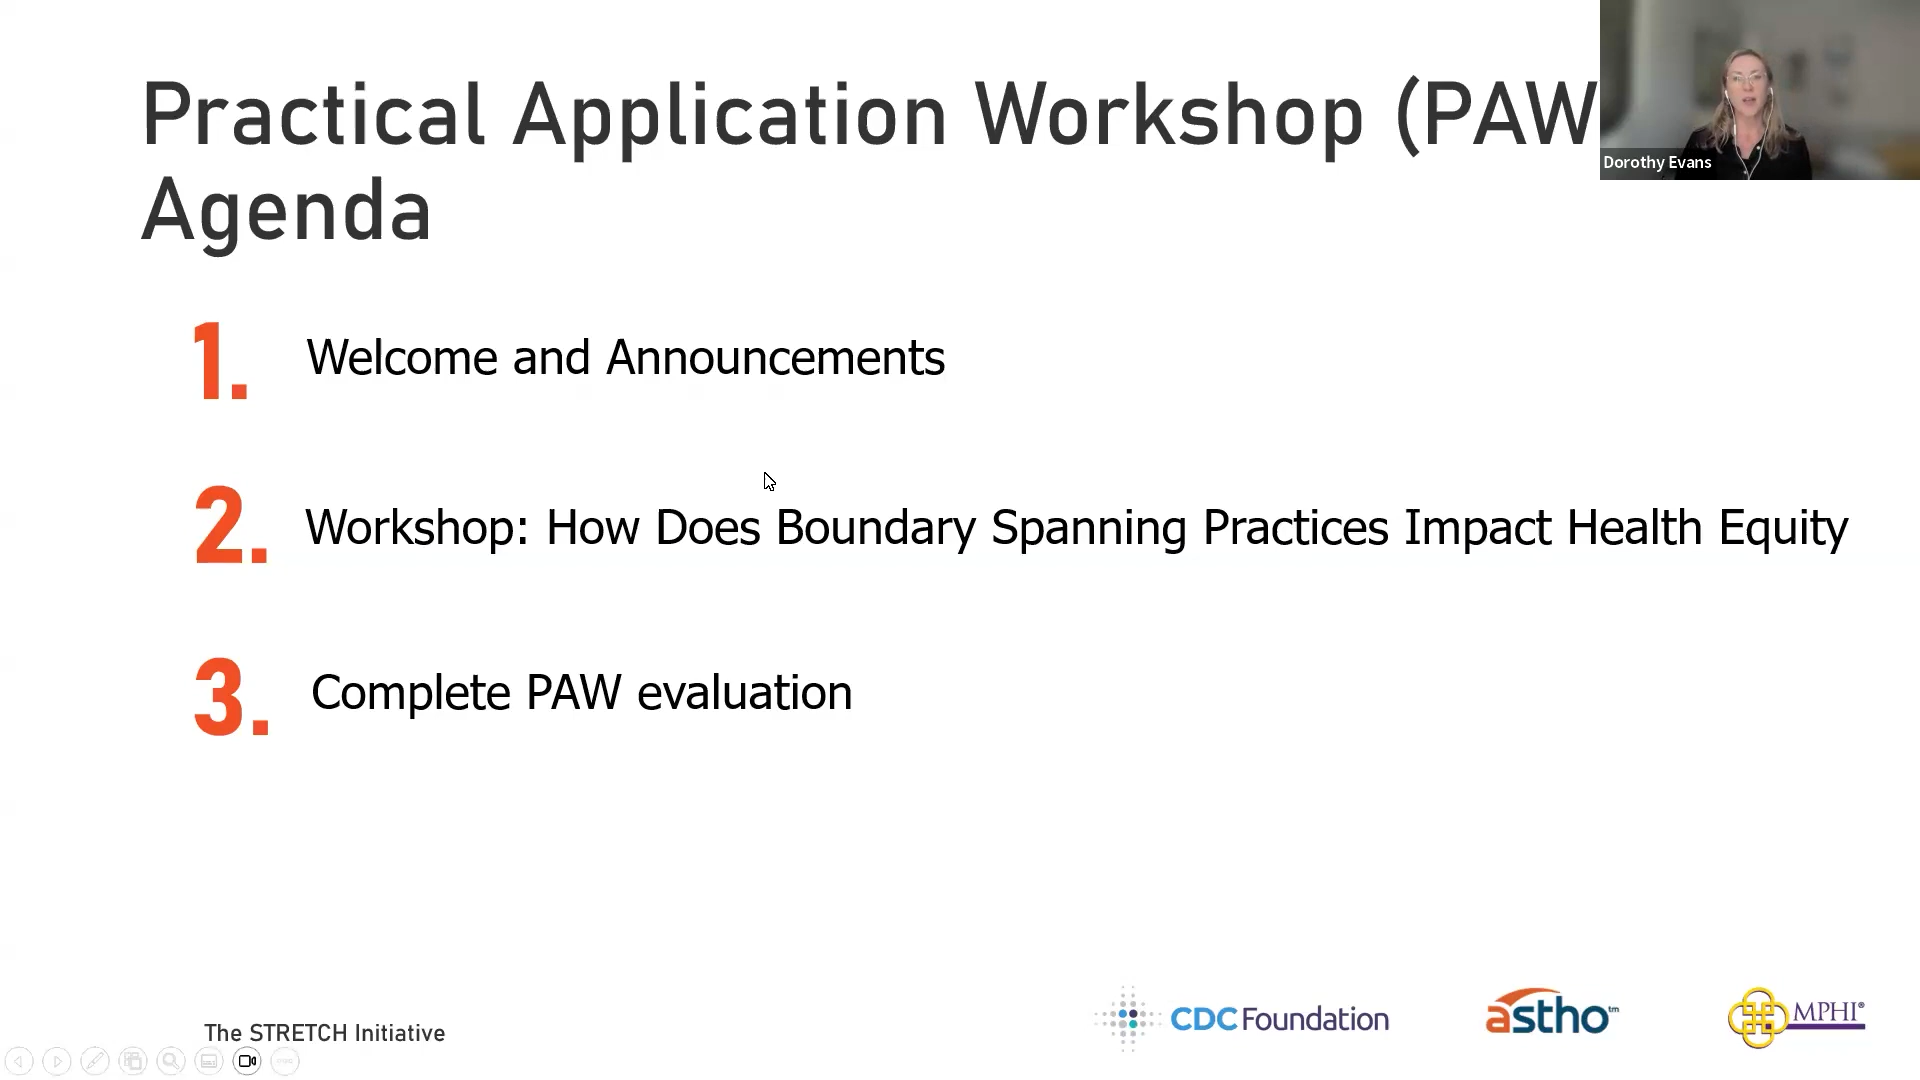 Practical Application Workshop (PAW
Agenda
Dorothy Evans
1. Welcome and Announcements
2. Workshop: How Does Boundary Spanning Practices Impact Health Equity
3. Complete PAW evaluation
The STRETCH Initiative
CDC Foundation
astho™
MPHI®